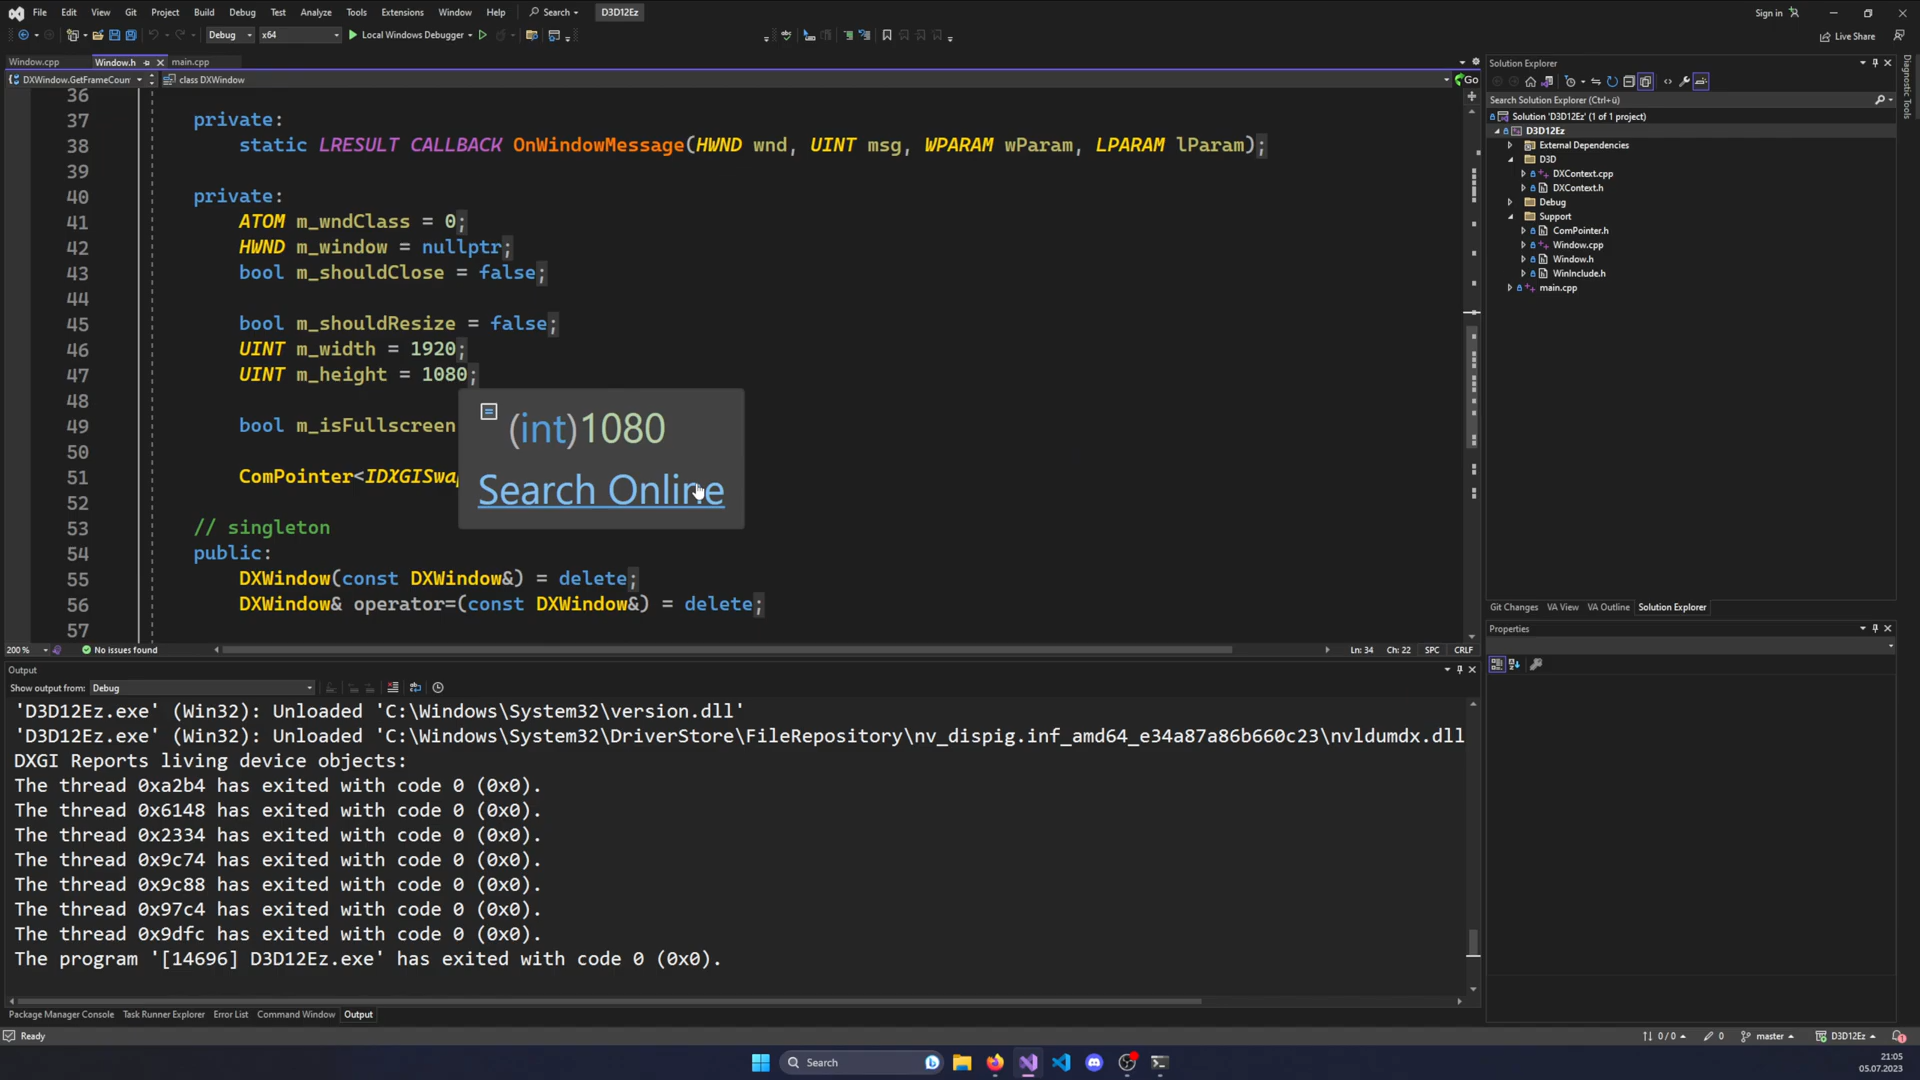 File Edit View Git Project Build Debug Test Analyze Tools Extensions Window Help Search D3D12Ez Sign in
Debug x64 Local Windows Debugger Live Share
Window.cpp Window.h main.cpp
DXWindow.GetFrameCoun class DXWindow Go
36
37 private:
38 static LRESULT CALLBACK OnWindowMessage(HWND wnd, UINT msg, WPARAM wParam, LPARAM lParam);
39
40 private:
41 ATOM m_wndClass = 0;
42 HWND m_window = nullptr;
43 bool m_shouldClose = false;
44
45 bool m_shouldResize = false;
46 UINT m_width = 1920;
47 UINT m_height = 1080;
48
49 bool m_isFullscreen
50
51 ComPointer<IDXGISwa
52
53 // singleton
54 public:
55 DXWindow(const DXWindow&) = delete;
56 DXWindow& operator=(const DXWindow&) = delete;
57
(int)1080
Search Online
200 % No issues found Ln: 34 Ch: 22 SPC CRLF
Output
Show output from: Debug
'D3D12Ez.exe' (Win32): Unloaded 'C:\Windows\System32\version.dll'
'D3D12Ez.exe' (Win32): Unloaded 'C:\Windows\System32\DriverStore\FileRepository\nv_dispig.inf_amd64_e34a87a86b660c23\nvldumdx.dll
DXGI Reports living device objects:
The thread 0xa2b4 has exited with code 0 (0x0).
The thread 0x6148 has exited with code 0 (0x0).
The thread 0x2334 has exited with code 0 (0x0).
The thread 0x9c74 has exited with code 0 (0x0).
The thread 0x9c88 has exited with code 0 (0x0).
The thread 0x97c4 has exited with code 0 (0x0).
The thread 0x9dfc has exited with code 0 (0x0).
The program '[14696] D3D12Ez.exe' has exited with code 0 (0x0).
Package Manager Console Task Runner Explorer Error List Command Window Output
Solution Explorer
Search Solution Explorer (Ctrl+ü)
Solution 'D3D12Ez' (1 of 1 project)
D3D12Ez
External Dependencies
D3D
DXContext.cpp
DXContext.h
Debug
Support
ComPointer.h
Window.cpp
Window.h
WinInclude.h
main.cpp
Git Changes VA View VA Outline Solution Explorer
Properties
Diagnostic Tools
Ready 0 / 0 0 master D3D12Ez
Search
21:05
05.07.2023